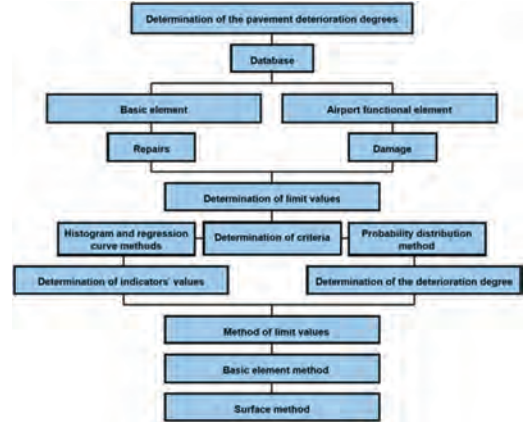 Determination of the pavement deterioration degrees
Database
Basic element
Airport functional element
Repairs
Damage
Determination of limit values
Histogram and regression
curve methods
Determination of criteria
Probability distribution
method
Determination of indicators' values
Determination of the deterioration degree
Method of limit values
Basic element method
Surface method